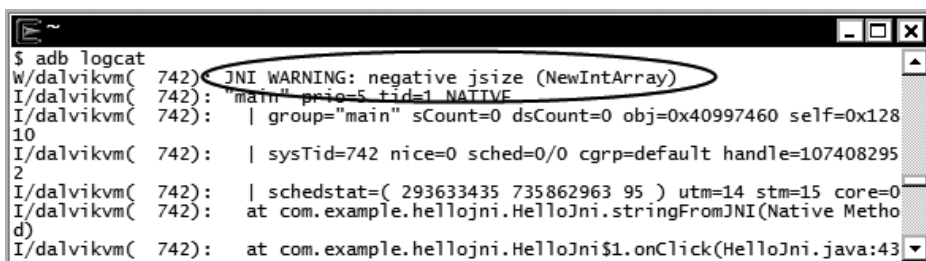 ~
$ adb logcat
W/dalvikvm(  742): JNI WARNING: negative jsize (NewIntArray)
I/dalvikvm(  742): "main" prio=5 tid=1 NATIVE
I/dalvikvm(  742):   | group="main" sCount=0 dsCount=0 obj=0x40997460 self=0x128
10
I/dalvikvm(  742):   | sysTid=742 nice=0 sched=0/0 cgrp=default handle=107408295
2
I/dalvikvm(  742):   | schedstat=( 293633435 735862963 95 ) utm=14 stm=15 core=0
I/dalvikvm(  742):   at com.example.hellojni.HelloJni.stringFromJNI(Native Metho
d)
I/dalvikvm(  742):   at com.example.hellojni.HelloJni$1.onClick(HelloJni.java:43